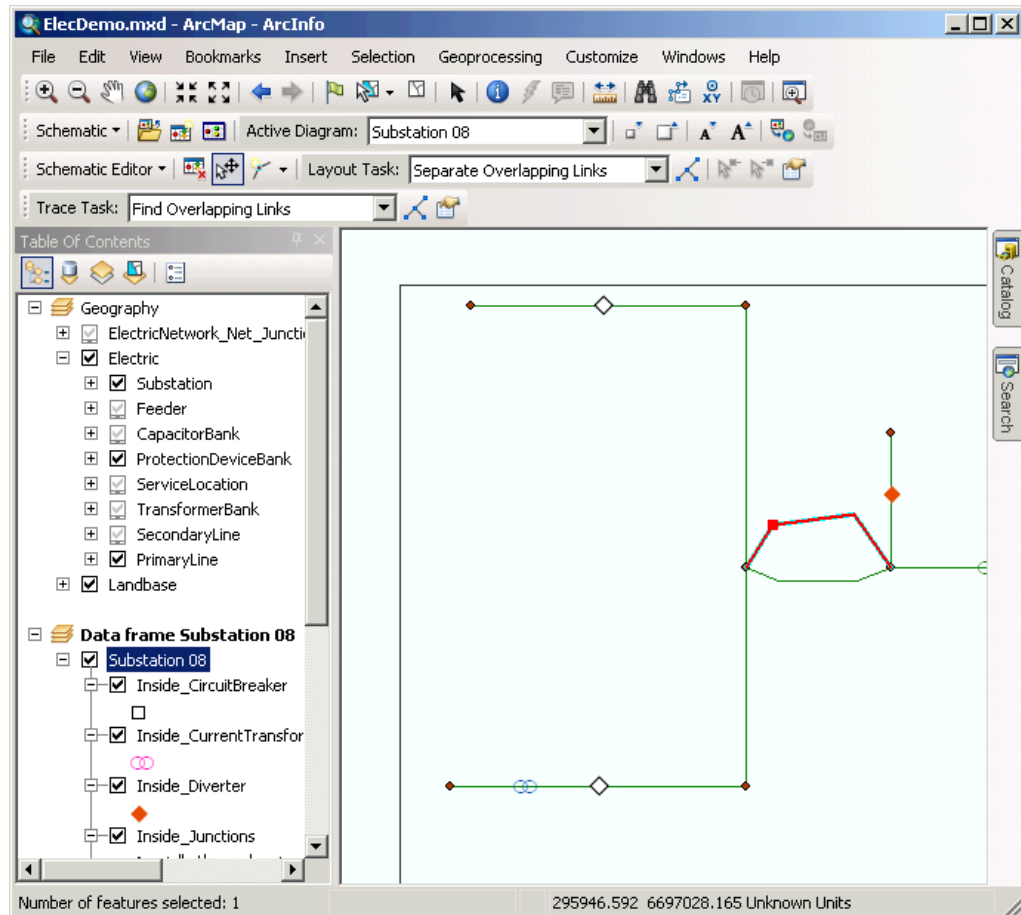 ElecDemo.mxd - ArcMap - ArcInfo
File Edit View Bookmarks Insert Selection Geoprocessing Customize Windows Help
Schematic Active Diagram: Substation 08
Schematic Editor Layout Task: Separate Overlapping Links
Trace Task: Find Overlapping Links
Table Of Contents
Geography
ElectricNetwork_Net_Juncti
Electric
Substation
Feeder
CapacitorBank
ProtectionDeviceBank
ServiceLocation
TransformerBank
SecondaryLine
PrimaryLine
Landbase
Data frame Substation 08
Substation 08
Inside_CircuitBreaker
Inside_CurrentTransfor
Inside_Diverter
Inside_Junctions
Catalog
Search
Number of features selected: 1
295946.592 6697028.165 Unknown Units